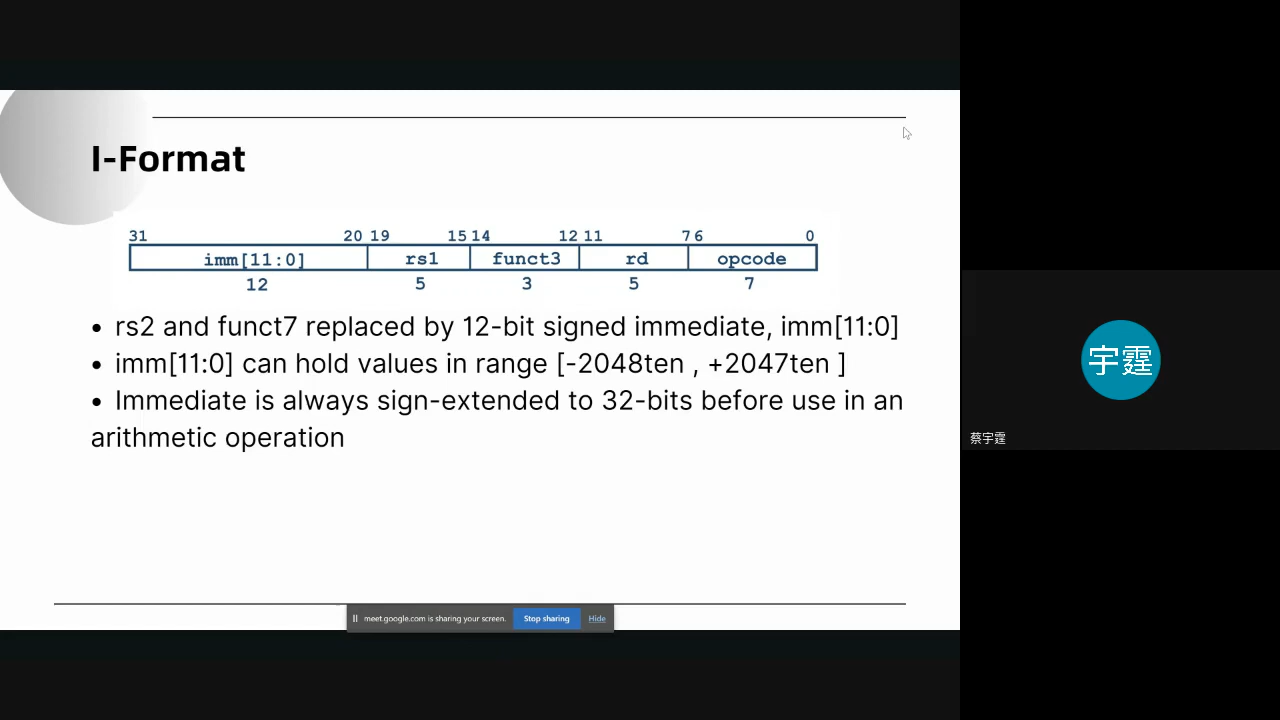 I-Format
31 20 19 15 14 12 11 7 6 0
imm[11:0] rs1 funct3 rd opcode
12 5 3 5 7
• rs2 and funct7 replaced by 12-bit signed immediate, imm[11:0]
• imm[11:0] can hold values in range [-2048ten , +2047ten ]
• Immediate is always sign-extended to 32-bits before use in an
arithmetic operation
meet.google.com is sharing your screen. Stop sharing Hide
宇霆
蔡宇霆